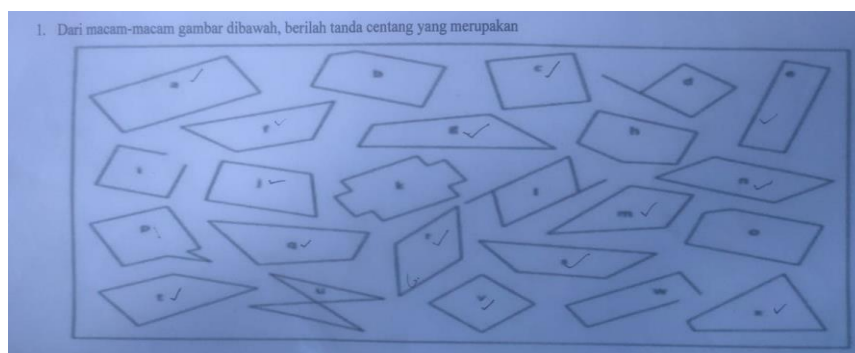 1. Dari macam-macam gambar dibawah, berilah tanda centang yang merupakan
a b c d e
f g h
i j k l m n
p q r s o
t u v w x